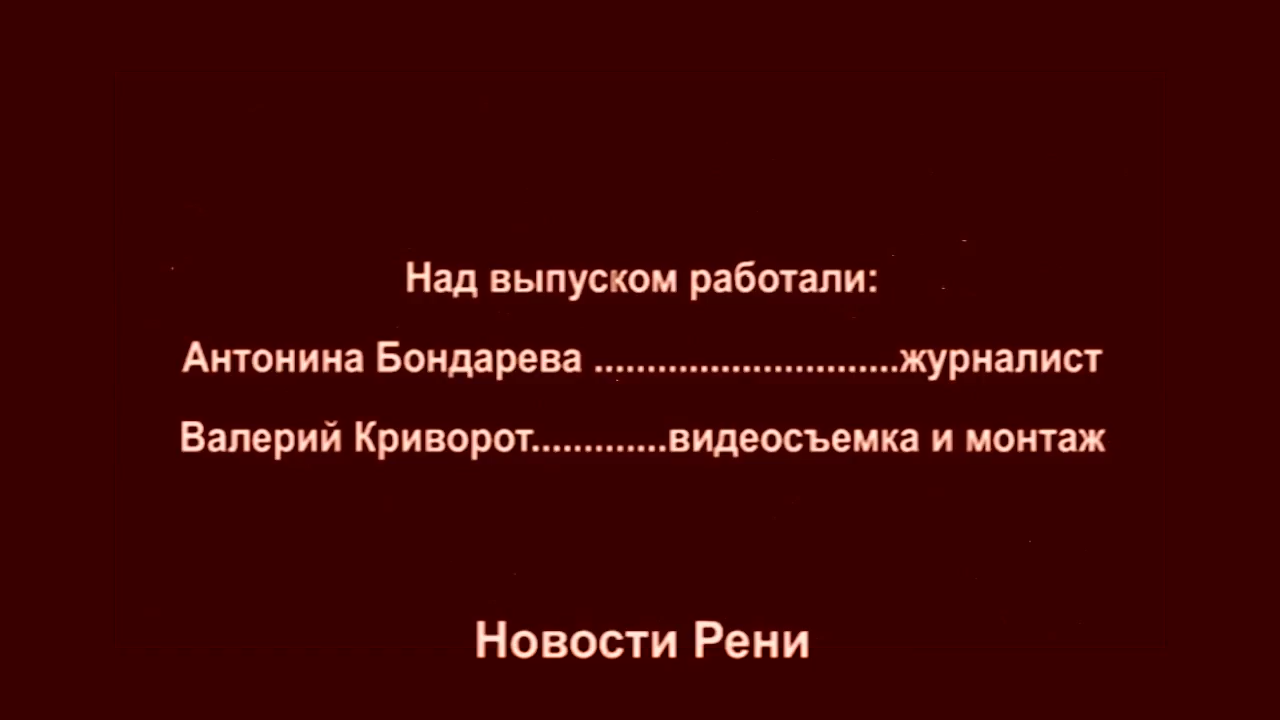 Над выпуском работали:
Антонина Бондарева .............................журналист
Валерий Криворот.............видеосъемка и монтаж
Новости Рени